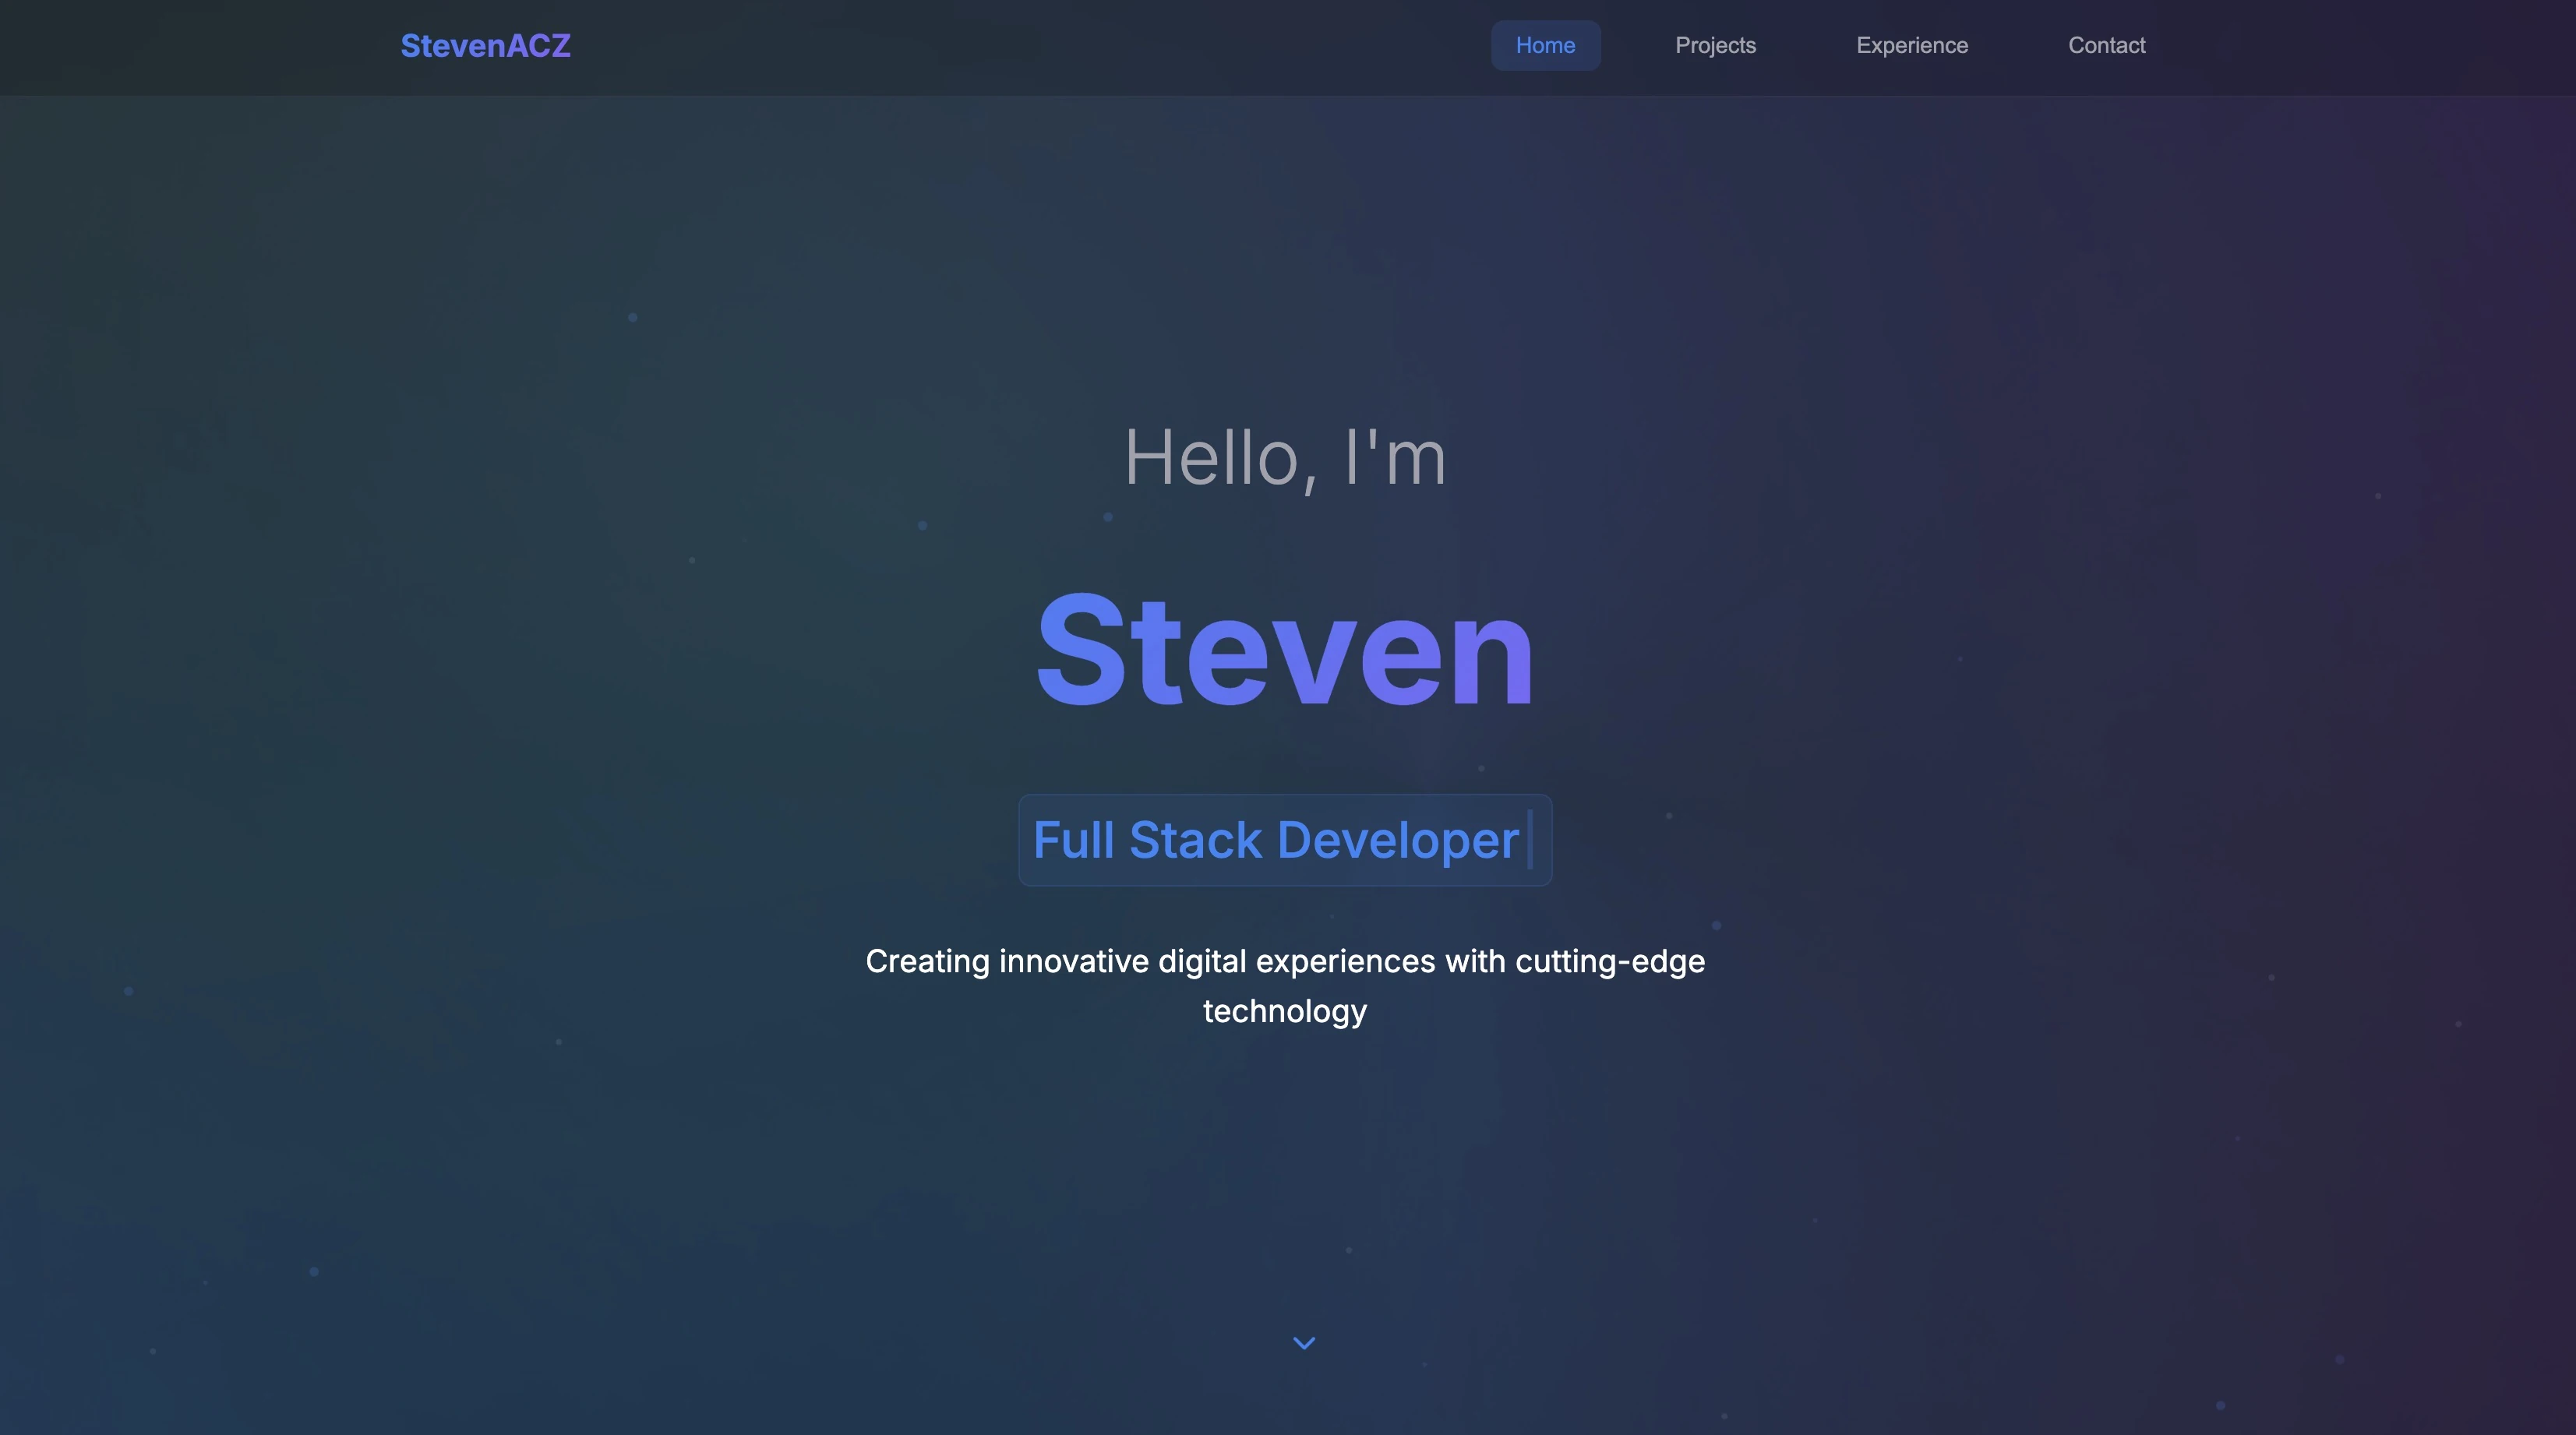 StevenACZ
Home
Projects
Experience
Contact
Hello, I'm
Steven
Full Stack Developer
Creating innovative digital experiences with cutting-edge
technology